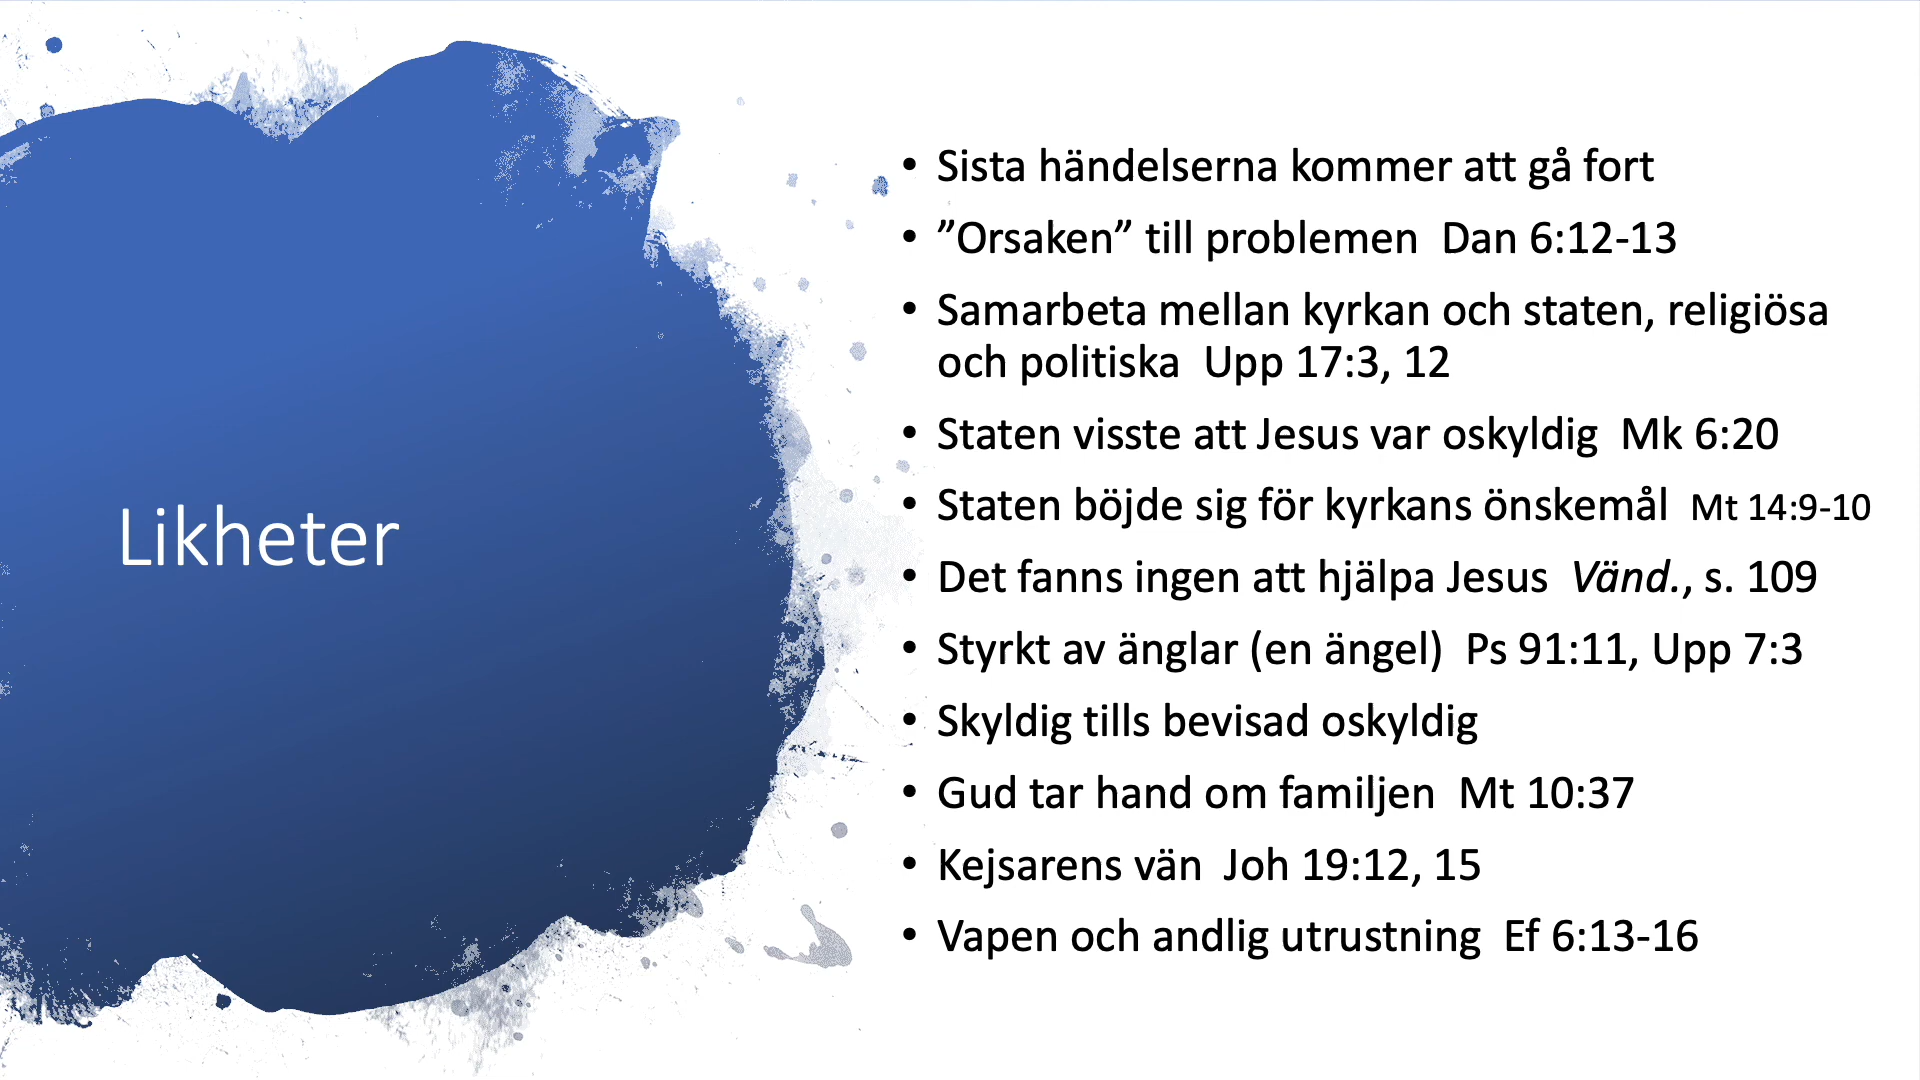 Likheter
• Sista händelserna kommer att gå fort
• ”Orsaken” till problemen Dan 6:12-13
• Samarbeta mellan kyrkan och staten, religiösa
och politiska Upp 17:3, 12
• Staten visste att Jesus var oskyldig Mk 6:20
• Staten böjde sig för kyrkans önskemål Mt 14:9-10
• Det fanns ingen att hjälpa Jesus Vänd., s. 109
• Styrkt av änglar (en ängel) Ps 91:11, Upp 7:3
• Skyldig tills bevisad oskyldig
• Gud tar hand om familjen Mt 10:37
• Kejsarens vän Joh 19:12, 15
• Vapen och andlig utrustning Ef 6:13-16